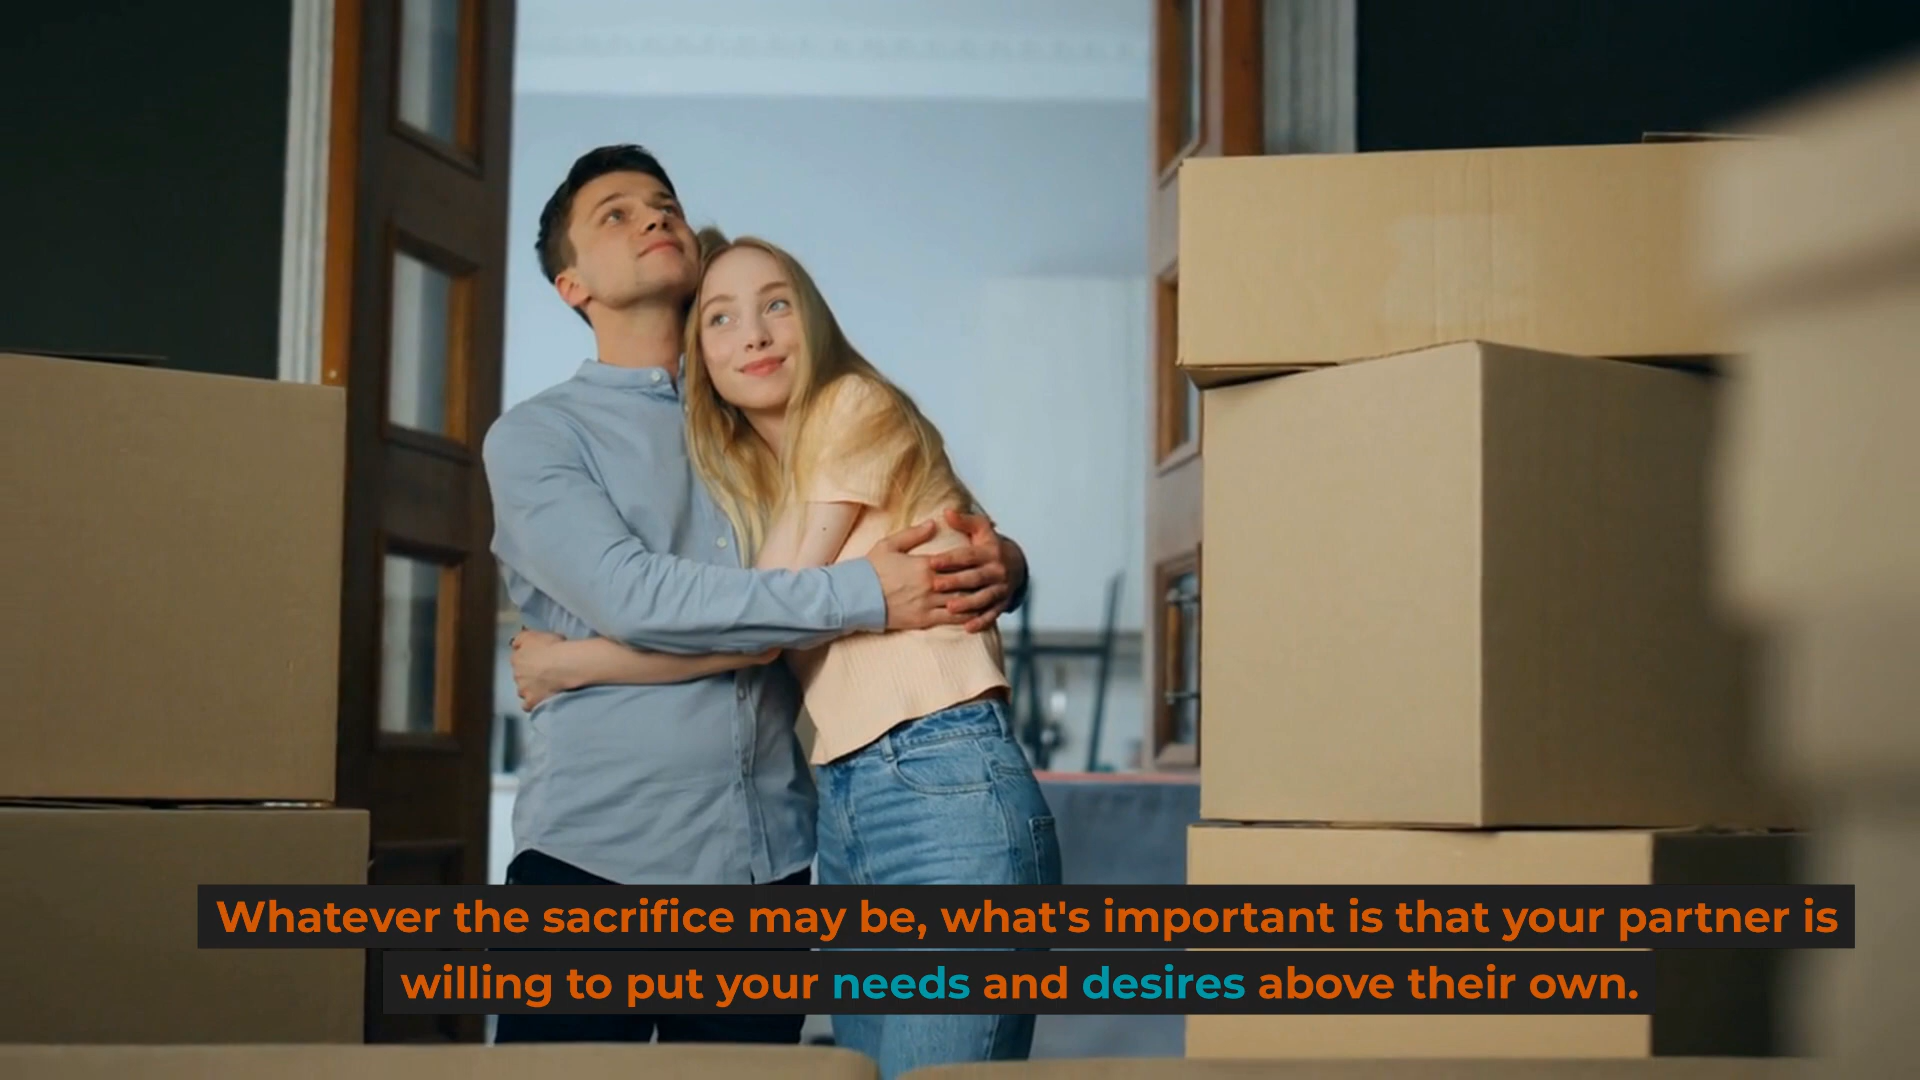 Whatever the sacrifice may be, what's important is that your partner is
willing to put your needs and desires above their own.